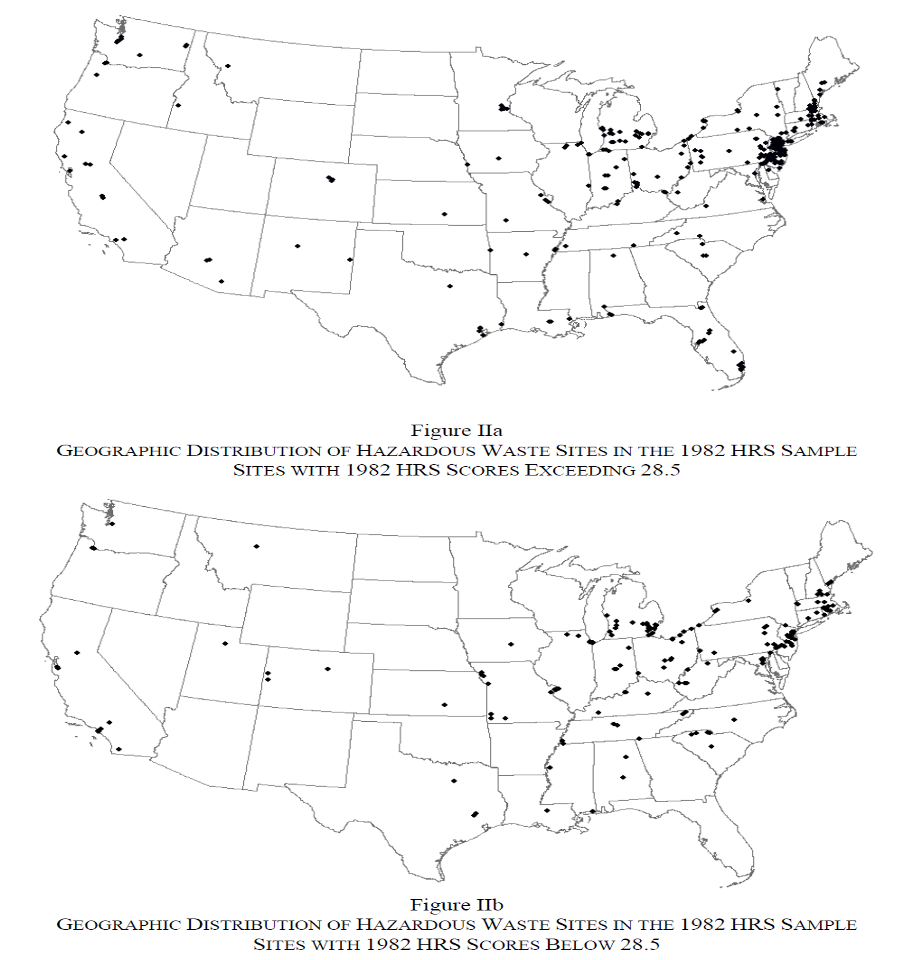 Figure IIa
GEOGRAPHIC DISTRIBUTION OF HAZARDOUS WASTE SITES IN THE 1982 HRS SAMPLE
SITES WITH 1982 HRS SCORES EXCEEDING 28.5
Figure IIb
GEOGRAPHIC DISTRIBUTION OF HAZARDOUS WASTE SITES IN THE 1982 HRS SAMPLE
SITES WITH 1982 HRS SCORES BELOW 28.5